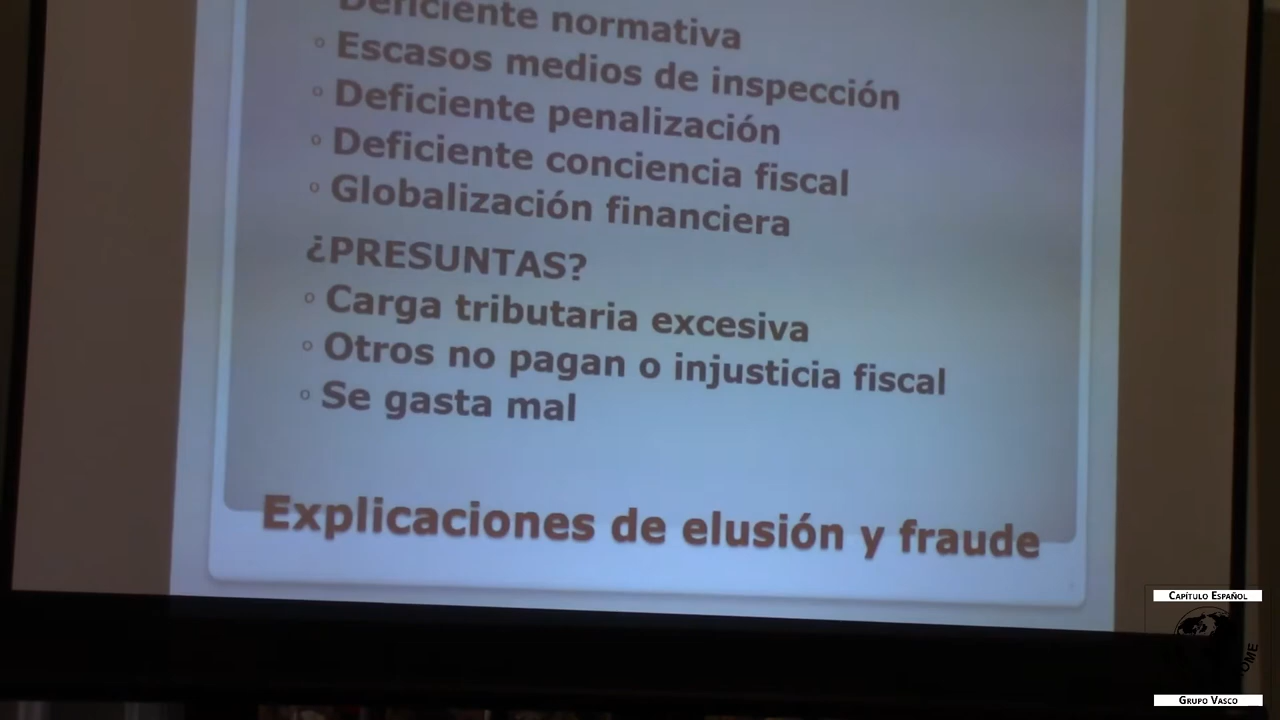 Deficiente normativa
Escasos medios de inspección
Deficiente penalización
Deficiente conciencia fiscal
Globalización financiera
¿PRESUNTAS?
Carga tributaria excesiva
Otros no pagan o injusticia fiscal
Se gasta mal
Explicaciones de elusión y fraude
Capítulo Español
OME
Grupo Vasco